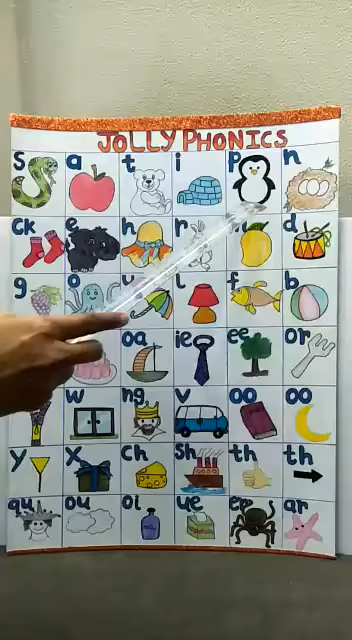 JOLLY PHONICS
s a t i p n
ck e h r m d
g o u l f b
oa ie ee or
w ng v oo oo
y x ch sh th th
qu ou oi ue er ar